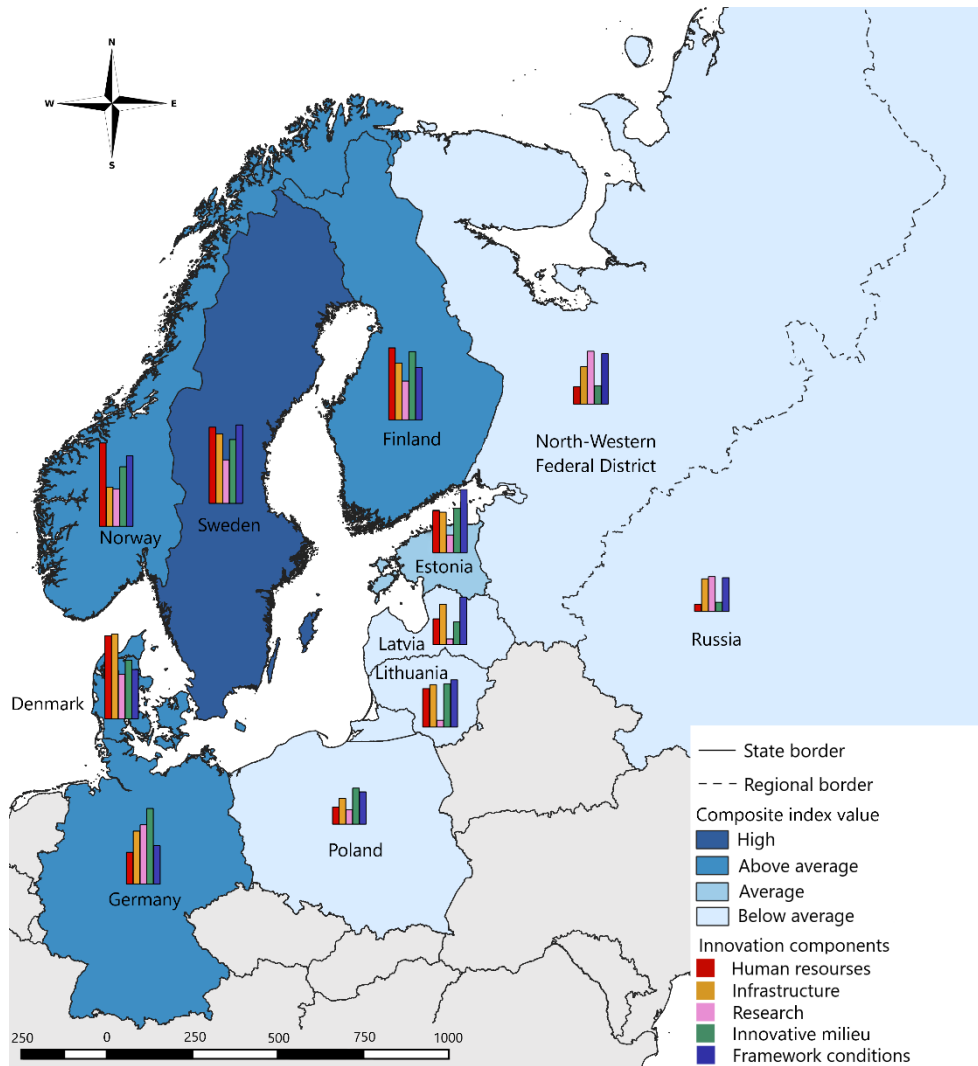 N
W
E
S
Finland
North-Western
Federal District
Norway
Sweden
Estonia
Latvia
Russia
Lithuania
Denmark
Poland
Germany
State border
Regional border
Composite index value
High
Above average
Average
Below average
Innovation components
Human resourses
Infrastructure
Research
Innovative milieu
Framework conditions
250 0 250 500 750 1000